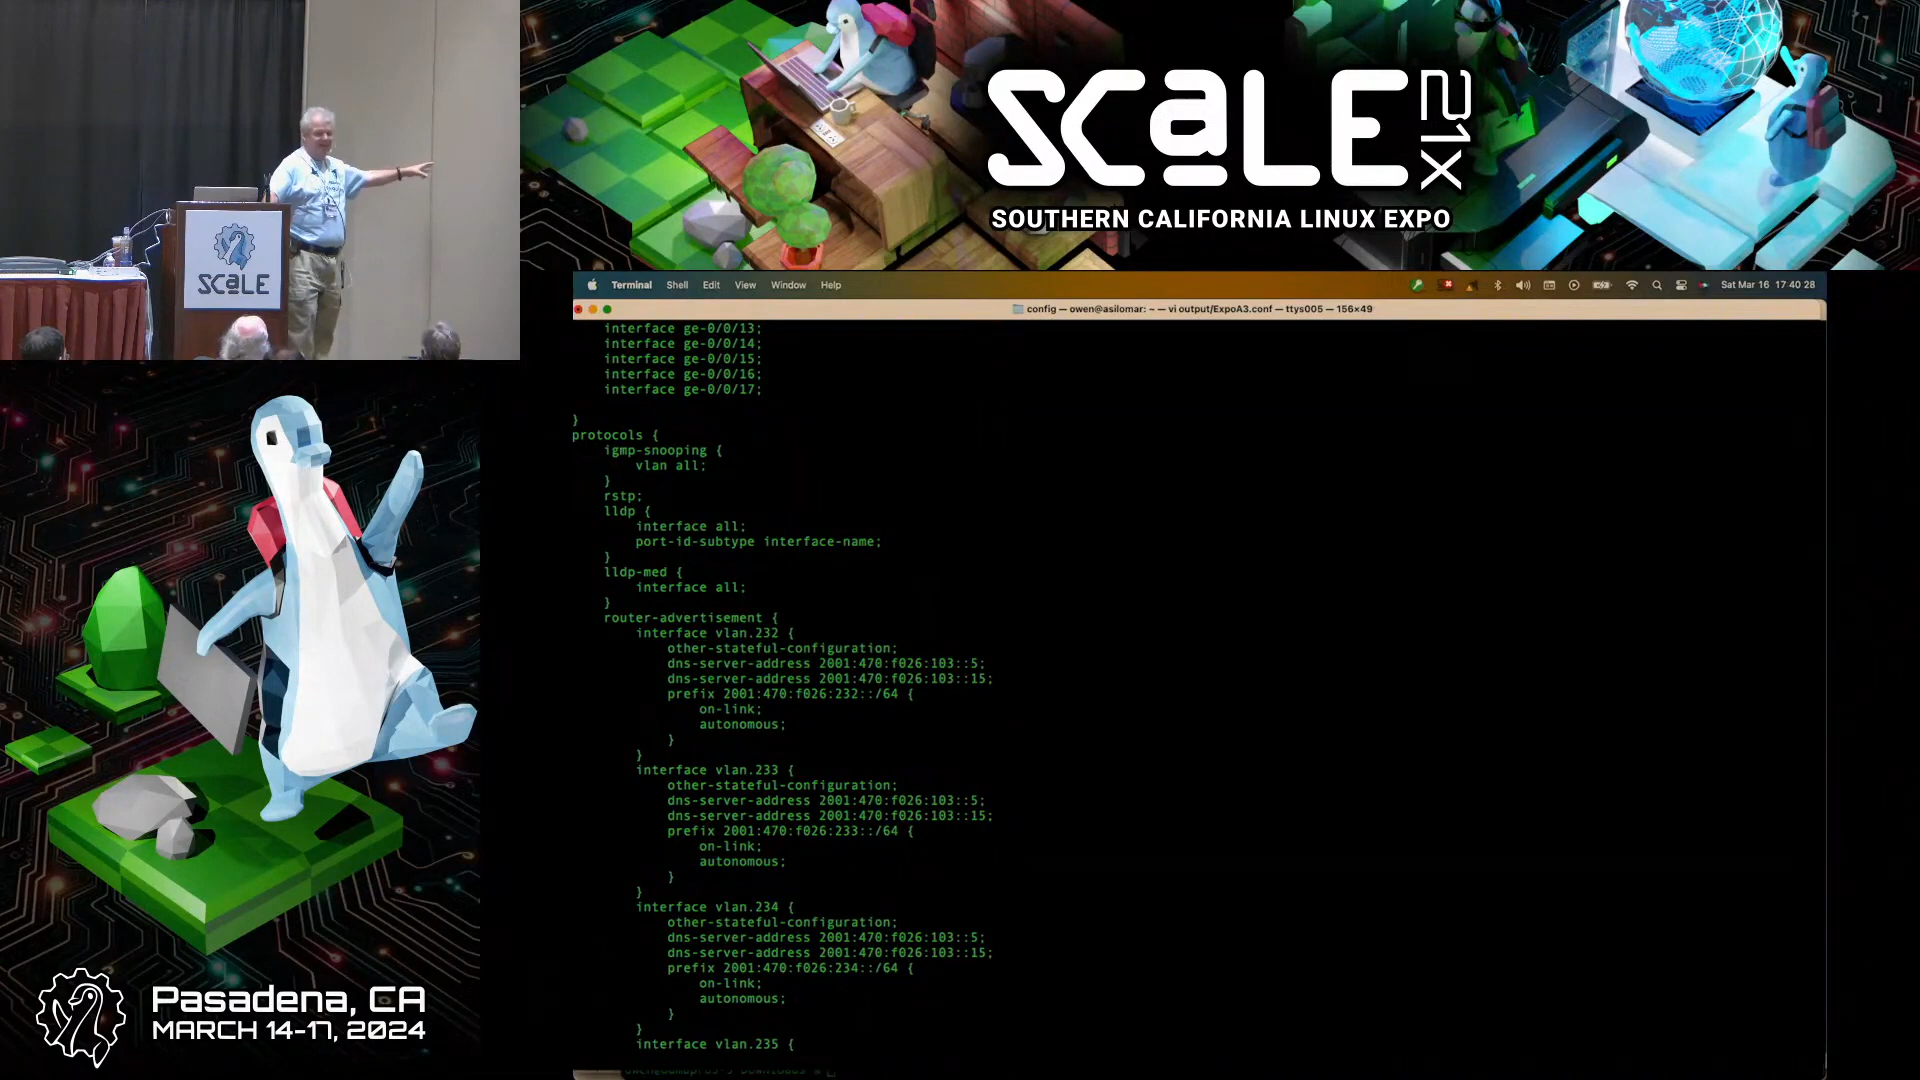 SCaLE 21X
SOUTHERN CALIFORNIA LINUX EXPO
SCaLE
Terminal Shell Edit View Window Help
Sat Mar 16 17 40 28
config — owen@asilomar: ~ — vi output/ExpoA3.conf — ttys005 — 156×49
interface ge-0/0/13;
interface ge-0/0/14;
interface ge-0/0/15;
interface ge-0/0/16;
interface ge-0/0/17;
}
protocols {
igmp-snooping {
vlan all;
}
rstp;
lldp {
interface all;
port-id-subtype interface-name;
}
lldp-med {
interface all;
}
router-advertisement {
interface vlan.232 {
other-stateful-configuration;
dns-server-address 2001:470:f026:103::5;
dns-server-address 2001:470:f026:103::15;
prefix 2001:470:f026:232::/64 {
on-link;
autonomous;
}
}
interface vlan.233 {
other-stateful-configuration;
dns-server-address 2001:470:f026:103::5;
dns-server-address 2001:470:f026:103::15;
prefix 2001:470:f026:233::/64 {
on-link;
autonomous;
}
}
interface vlan.234 {
other-stateful-configuration;
dns-server-address 2001:470:f026:103::5;
dns-server-address 2001:470:f026:103::15;
prefix 2001:470:f026:234::/64 {
on-link;
autonomous;
}
}
interface vlan.235 {
Pasadena, CA
MARCH 14-17, 2024